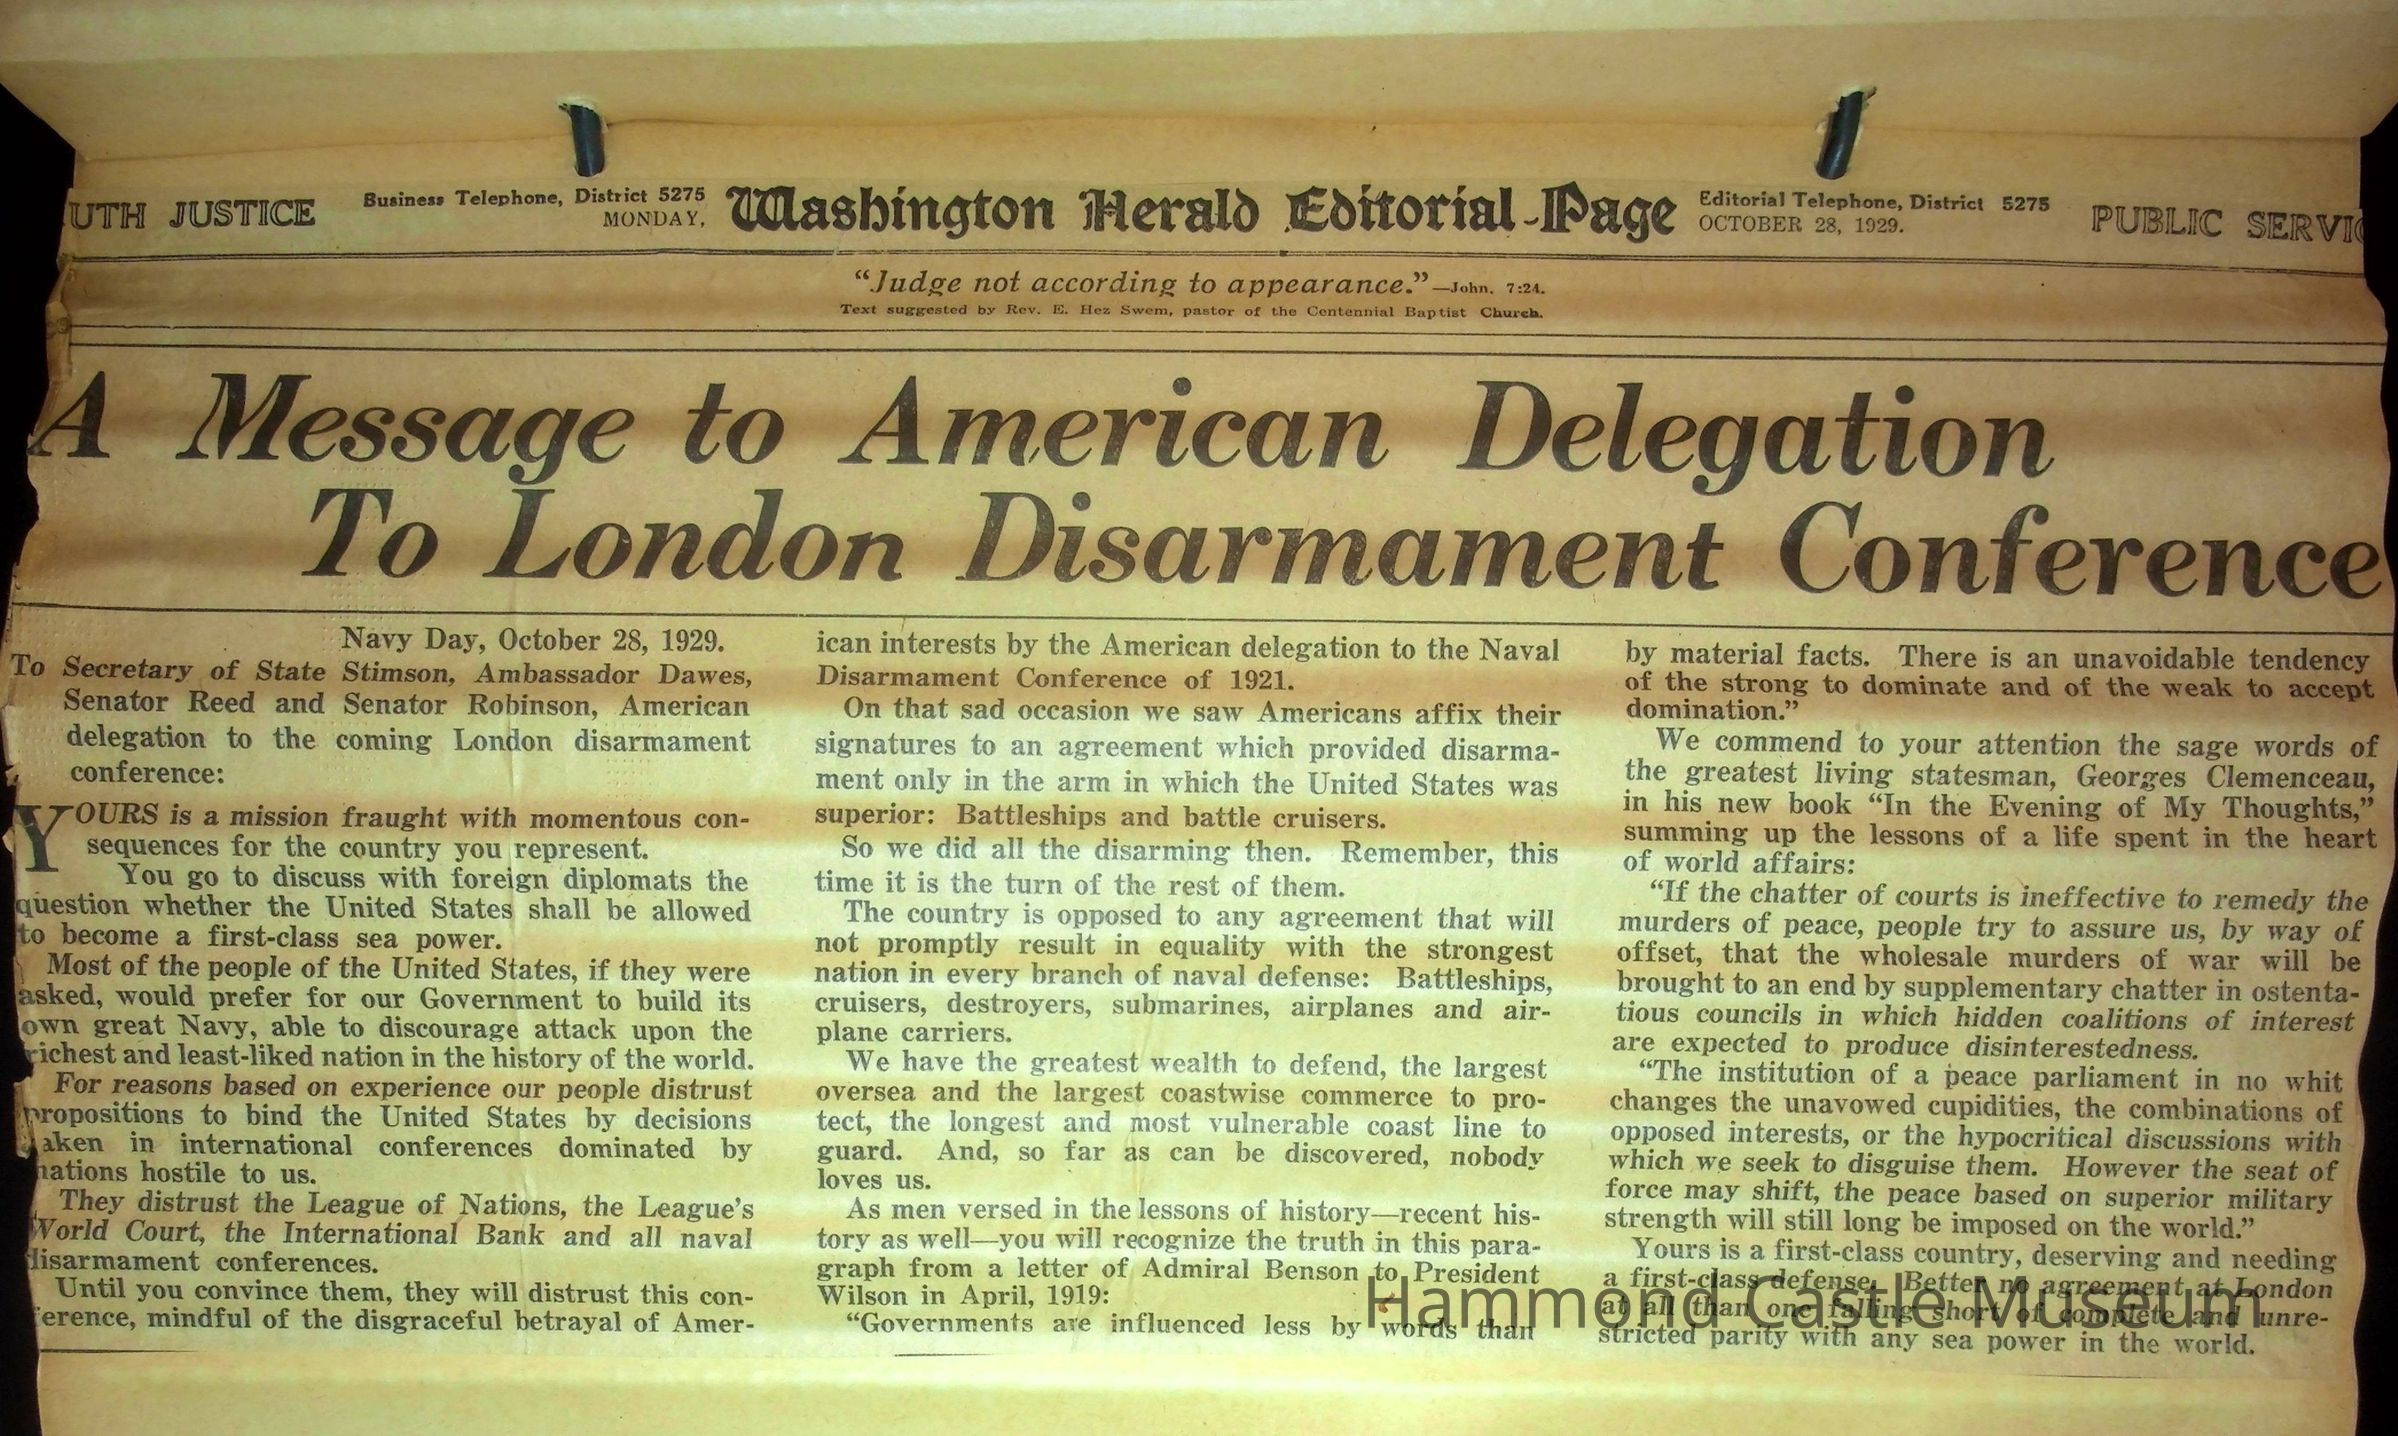 UTH JUSTICE
Business Telephone, District 5275
MONDAY,
Washington Herald Editorial-Page
Editorial Telephone, District 5275
OCTOBER 28, 1929.
PUBLIC SERVIC
“Judge not according to appearance.”—John. 7:24.
Text suggested by Rev. E. Hez Swem, pastor of the Centennial Baptist Church.
A Message to American Delegation
To London Disarmament Conference
Navy Day, October 28, 1929.
To Secretary of State Stimson, Ambassador Dawes,
Senator Reed and Senator Robinson, American
delegation to the coming London disarmament
conference:
YOURS is a mission fraught with momentous con-
sequences for the country you represent.
You go to discuss with foreign diplomats the
question whether the United States shall be allowed
to become a first-class sea power.
Most of the people of the United States, if they were
asked, would prefer for our Government to build its
own great Navy, able to discourage attack upon the
richest and least-liked nation in the history of the world.
For reasons based on experience our people distrust
propositions to bind the United States by decisions
taken in international conferences dominated by
nations hostile to us.
They distrust the League of Nations, the League’s
World Court, the International Bank and all naval
disarmament conferences.
Until you convince them, they will distrust this con-
ference, mindful of the disgraceful betrayal of Amer-
ican interests by the American delegation to the Naval
Disarmament Conference of 1921.
On that sad occasion we saw Americans affix their
signatures to an agreement which provided disarma-
ment only in the arm in which the United States was
superior: Battleships and battle cruisers.
So we did all the disarming then. Remember, this
time it is the turn of the rest of them.
The country is opposed to any agreement that will
not promptly result in equality with the strongest
nation in every branch of naval defense: Battleships,
cruisers, destroyers, submarines, airplanes and air-
plane carriers.
We have the greatest wealth to defend, the largest
oversea and the largest coastwise commerce to pro-
tect, the longest and most vulnerable coast line to
guard. And, so far as can be discovered, nobody
loves us.
As men versed in the lessons of history—recent his-
tory as well—you will recognize the truth in this para-
graph from a letter of Admiral Benson to President
Wilson in April, 1919:
“Governments are influenced less by words than
by material facts. There is an unavoidable tendency
of the strong to dominate and of the weak to accept
domination.”
We commend to your attention the sage words of
the greatest living statesman, Georges Clemenceau,
in his new book “In the Evening of My Thoughts,”
summing up the lessons of a life spent in the heart
of world affairs:
“If the chatter of courts is ineffective to remedy the
murders of peace, people try to assure us, by way of
offset, that the wholesale murders of war will be
brought to an end by supplementary chatter in ostenta-
tious councils in which hidden coalitions of interest
are expected to produce disinterestedness.
“The institution of a peace parliament in no whit
changes the unavowed cupidities, the combinations of
opposed interests, or the hypocritical discussions with
which we seek to disguise them. However the seat of
force may shift, the peace based on superior military
strength will still long be imposed on the world.”
Yours is a first-class country, deserving and needing
a first-class defense. Better no agreement at London
at all than one falling short of complete and unre-
stricted parity with any sea power in the world.
Hammond Castle Museum